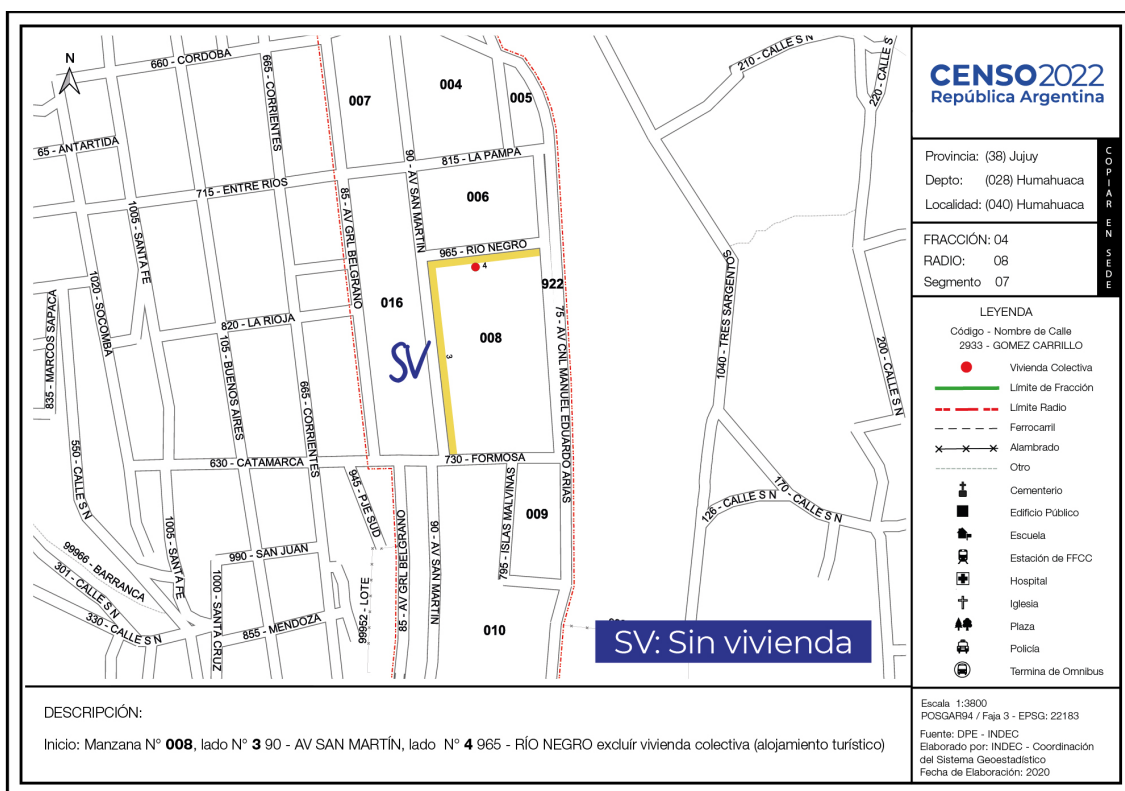 N
660 - CORDOBA
665 - CORRIENTES
007
004
005
210 - CALLE S N
220 - CALLE S
65 - ANTARTIDA
815 - LA PAMPA
90 - AV SAN MARTIN
715 - ENTRE RIOS
85 - AV GRL BELGRANO
006
1005 - SANTA FE
965 - RIO NEGRO
4
922
1020 - SOCOMBA
016
008
3
SV
820 - LA RIOJA
105 - BUENOS AIRES
665 - CORRIENTES
835 - MARCOS SAPACA
75 - AV CNL MANUEL EDUARDO ARIAS
1040 - TRES SARGENTOS
200 - CALLE S N
550 - CALLE S N
630 - CATAMARCA
730 - FORMOSA
945 - PJE SUD
795 - ISLAS MALVINAS
009
126 - CALLE S N
170 - CALLE S N
1005 - SANTA FE
990 - SAN JUAN
85 - AV GRL BELGRANO
90 - AV SAN MARTIN
99966 - BARRANCA
301 - CALLE S N
330 - CALLE S N
1000 - SANTA CRUZ
855 - MENDOZA
99952 - LOTE
010
SV: Sin vivienda
DESCRIPCIÓN:
Inicio: Manzana N° 008, lado N° 3 90 - AV SAN MARTÍN, lado N° 4 965 - RÍO NEGRO excluír vivienda colectiva (alojamiento turístico)
CENSO2022
República Argentina
Provincia: (38) Jujuy
Depto: (028) Humahuaca
Localidad: (040) Humahuaca
COPIAR EN SEDE
FRACCIÓN: 04
RADIO: 08
Segmento 07
LEYENDA
Código - Nombre de Calle
2933 - GOMEZ CARRILLO
Vivienda Colectiva
Límite de Fracción
Límite Radio
Ferrocarril
Alambrado
Otro
Cementerio
Edificio Público
Escuela
Estación de FFCC
Hospital
Iglesia
Plaza
Policía
Termina de Omnibus
Escala 1:3800
POSGAR94 / Faja 3 - EPSG: 22183
Fuente: DPE - INDEC
Elaborado por: INDEC - Coordinación
del Sistema Geoestadístico
Fecha de Elaboración: 2020